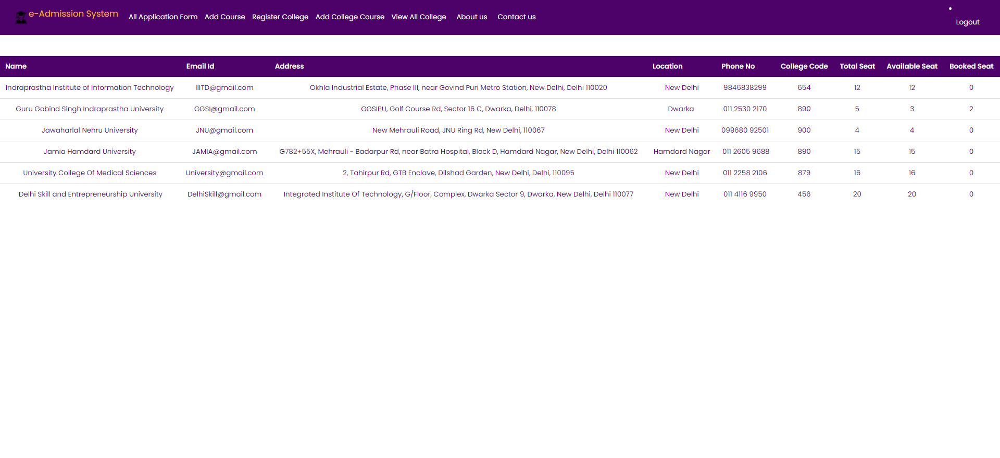 e-Admission System All Application Form Add Course Register College Add College Course View All College About us Contact us
Logout
Name Email Id Address Location Phone No College Code Total Seat Available Seat Booked Seat
Indraprastha Institute of Information Technology IIITD@gmail.com Okhla Industrial Estate, Phase III, near Govind Puri Metro Station, New Delhi, Delhi 110020 New Delhi 9846838299 654 12 12 0
Guru Gobind Singh Indraprastha University GGSI@gmail.com GGSIPU, Golf Course Rd, Sector 16 C, Dwarka, Delhi, 110078 Dwarka 011 2530 2170 890 5 3 2
Jawaharlal Nehru University JNU@gmail.com New Mehrauli Road, JNU Ring Rd, New Delhi, 110067 New Delhi 099680 92501 900 4 4 0
Jamia Hamdard University JAMIA@gmail.com G782+55X, Mehrauli - Badarpur Rd, near Batra Hospital, Block D, Hamdard Nagar, New Delhi, Delhi 110062 Hamdard Nagar 011 2605 9688 890 15 15 0
University College Of Medical Sciences University@gmail.com 2, Tahirpur Rd, GTB Enclave, Dilshad Garden, New Delhi, Delhi, 110095 New Delhi 011 2258 2106 879 16 16 0
Delhi Skill and Entrepreneurship University DelhiSkill@gmail.com Integrated Institute Of Technology, G/Floor, Complex, Dwarka Sector 9, Dwarka, New Delhi, Delhi 110077 New Delhi 011 4116 9950 456 20 20 0